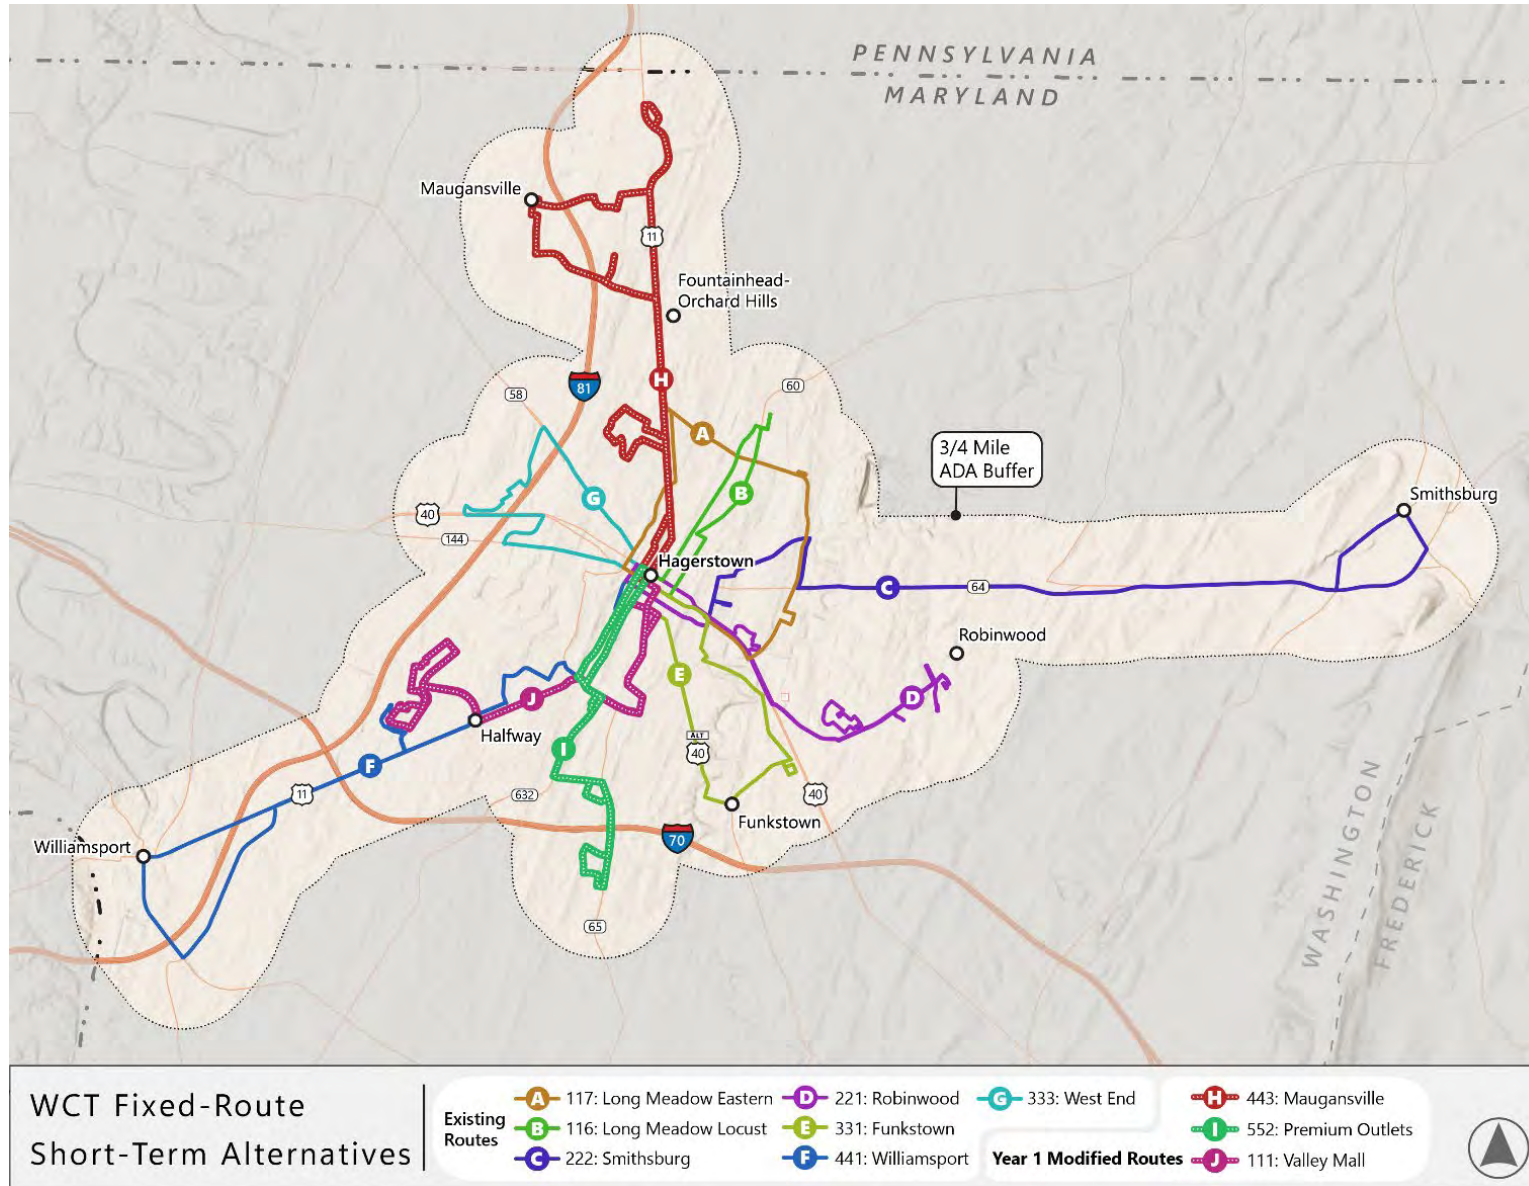 PENNSYLVANIA
MARYLAND
Maugansville
11
Fountainhead-
Orchard Hills
H
81
58
60
A
3/4 Mile
ADA Buffer
B
G
Smithsburg
40
144
Hagerstown
C
64
Robinwood
E
D
J
Halfway
I
ALT
40
F
11
632
40
Funkstown
70
Williamsport
65
WASHINGTON
FREDERICK
WCT Fixed-Route
Short-Term Alternatives
Existing
Routes
A 117: Long Meadow Eastern
B 116: Long Meadow Locust
C 222: Smithsburg
D 221: Robinwood
E 331: Funkstown
F 441: Williamsport
G 333: West End
Year 1 Modified Routes
H 443: Maugansville
I 552: Premium Outlets
J 111: Valley Mall